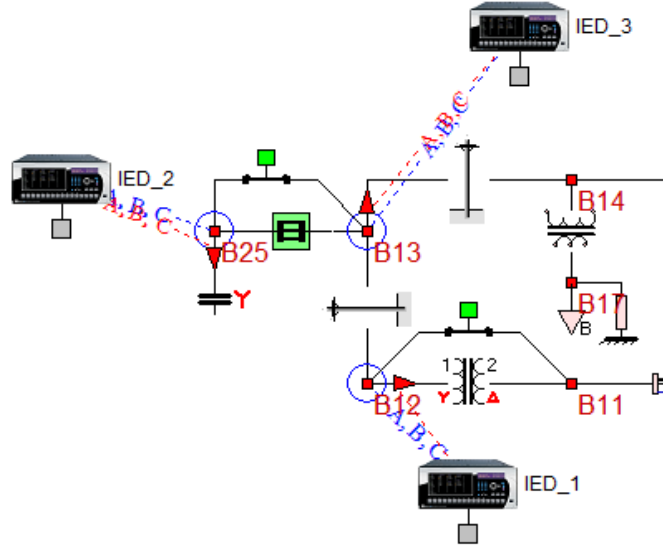 IED_3
A, B, C
A, B, C
IED_2
A, B, C
A, B, C
B14
B25
B13
Y
B17
B
1 2
B12
Y Δ
B11
A, B, C
IED_1